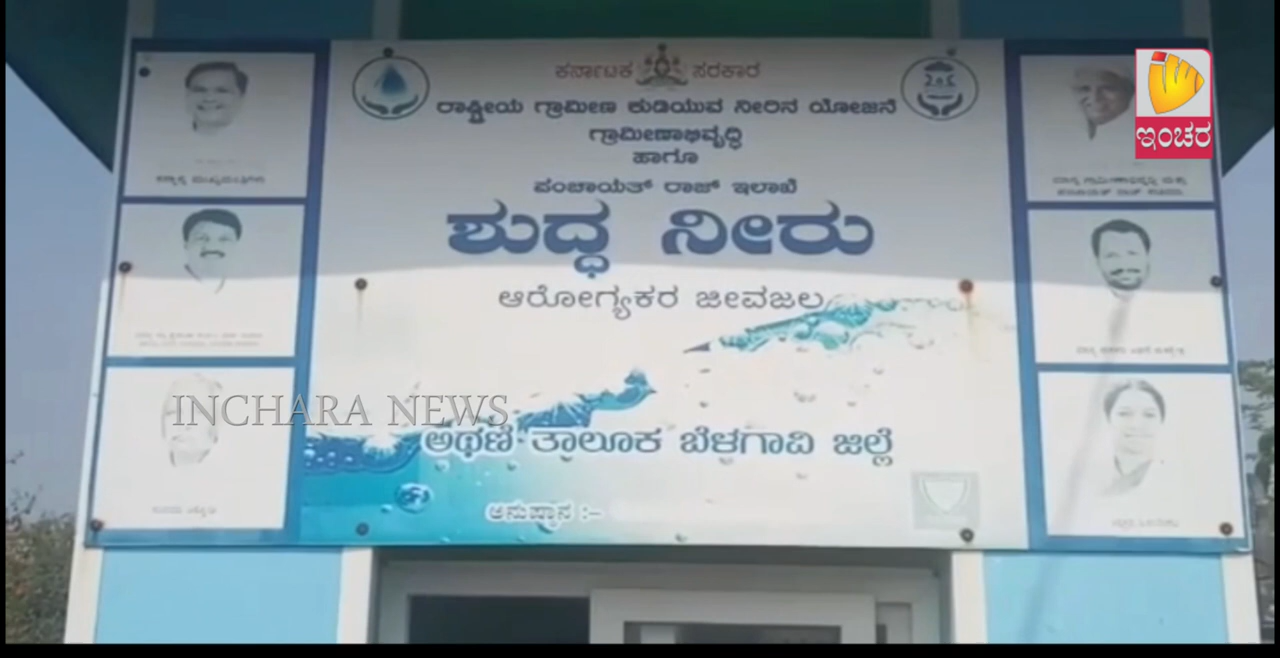 ಕರ್ನಾಟಕ ಸರಕಾರ
ರಾಷ್ಟ್ರೀಯ ಗ್ರಾಮೀಣ ಕುಡಿಯುವ ನೀರಿನ ಯೋಜನೆ
ಗ್ರಾಮೀಣಾಭಿವೃದ್ಧಿ
ಹಾಗೂ
ಪಂಚಾಯತ್ ರಾಜ್ ಇಲಾಖೆ
ಶುದ್ಧ ನೀರು
ಆರೋಗ್ಯಕರ ಜೀವಜಲ
ಅಥಣಿ ತಾಲೂಕ ಬೆಳಗಾವಿ ಜಿಲ್ಲೆ
ಅನುಷ್ಠಾನ :-
INCHARA NEWS
ಇಂಚರ